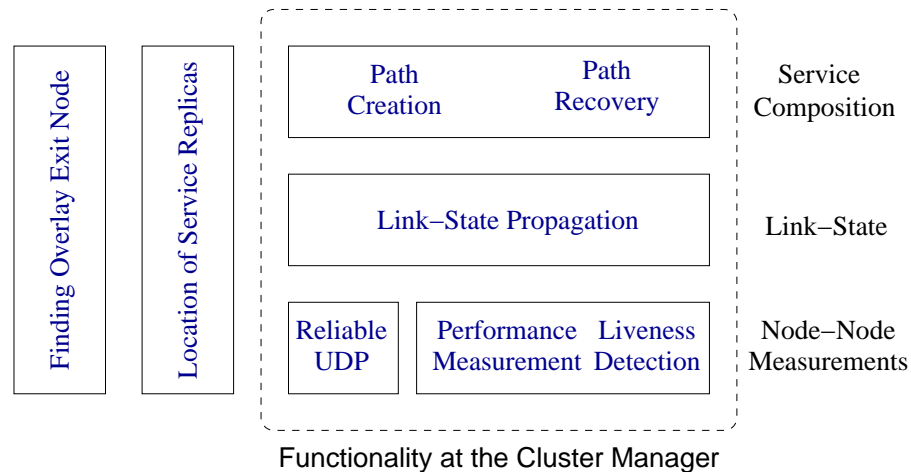 Finding Overlay Exit Node
Location of Service Replicas
Path
Creation
Path
Recovery
Service
Composition
Link−State Propagation
Link−State
Reliable
UDP
Performance
Measurement
Liveness
Detection
Node−Node
Measurements
Functionality at the Cluster Manager